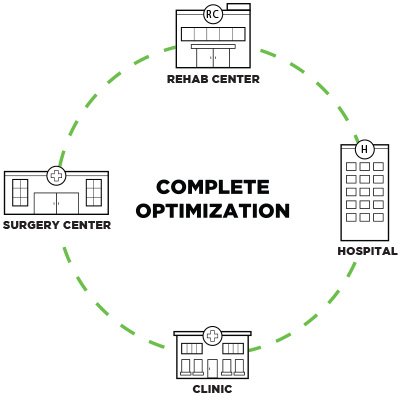 RC
REHAB CENTER
H
COMPLETE
OPTIMIZATION
SURGERY CENTER
HOSPITAL
CLINIC